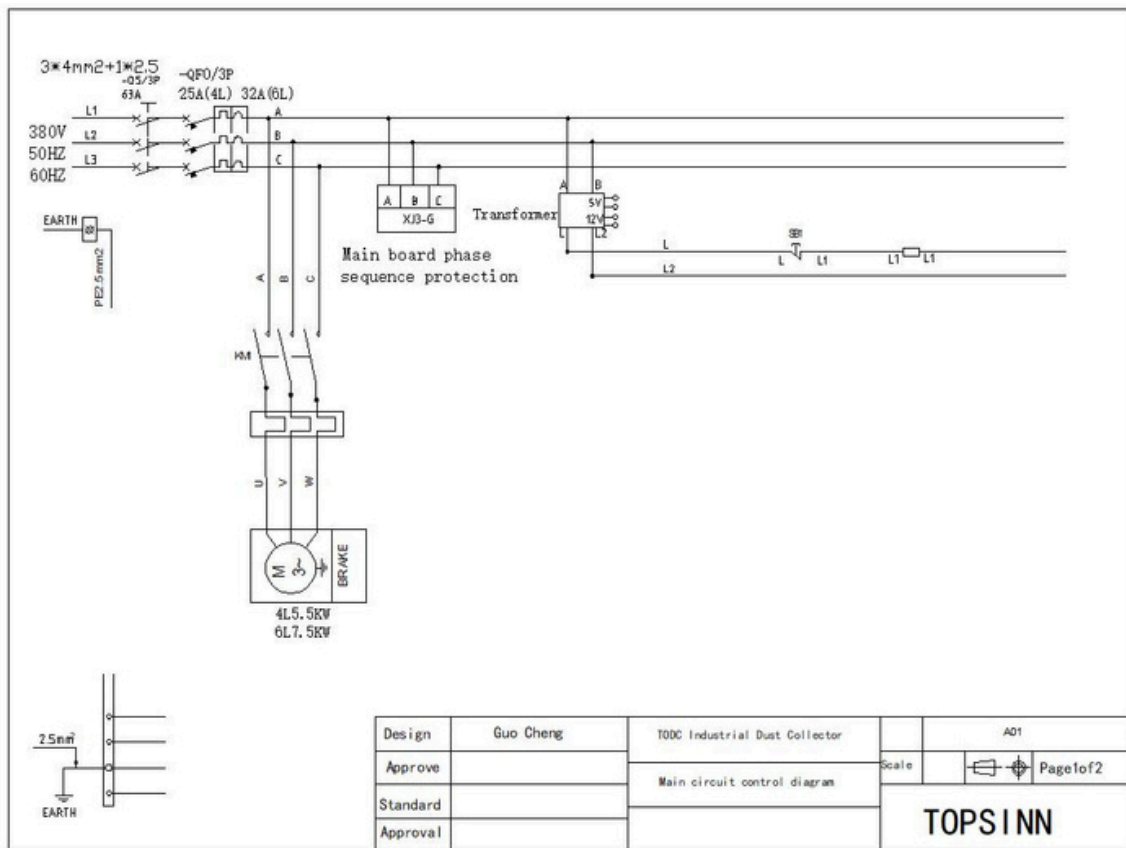 3*4mm2+1*2.5
-QS/3P
63A
-QF0/3P
25A(4L) 32A(6L)
L1
A
380V
L2
B
50HZ
L3
C
60HZ
EARTH
PE2.5mm2
A B C
XJ3-G
Main board phase
sequence protection
Transformer
A B
5V
12V
L L2
L
SB1
L L1
L1 L1
L2
A B C
KM1
U V W
M
3~
BRAKE
4L5.5KW
6L7.5KW
2.5mm²
EARTH
Design Guo Cheng
Approve
Standard
Approval
TODC Industrial Dust Collector
Main circuit control diagram
A01
Scale
Page1of2
TOPSINN